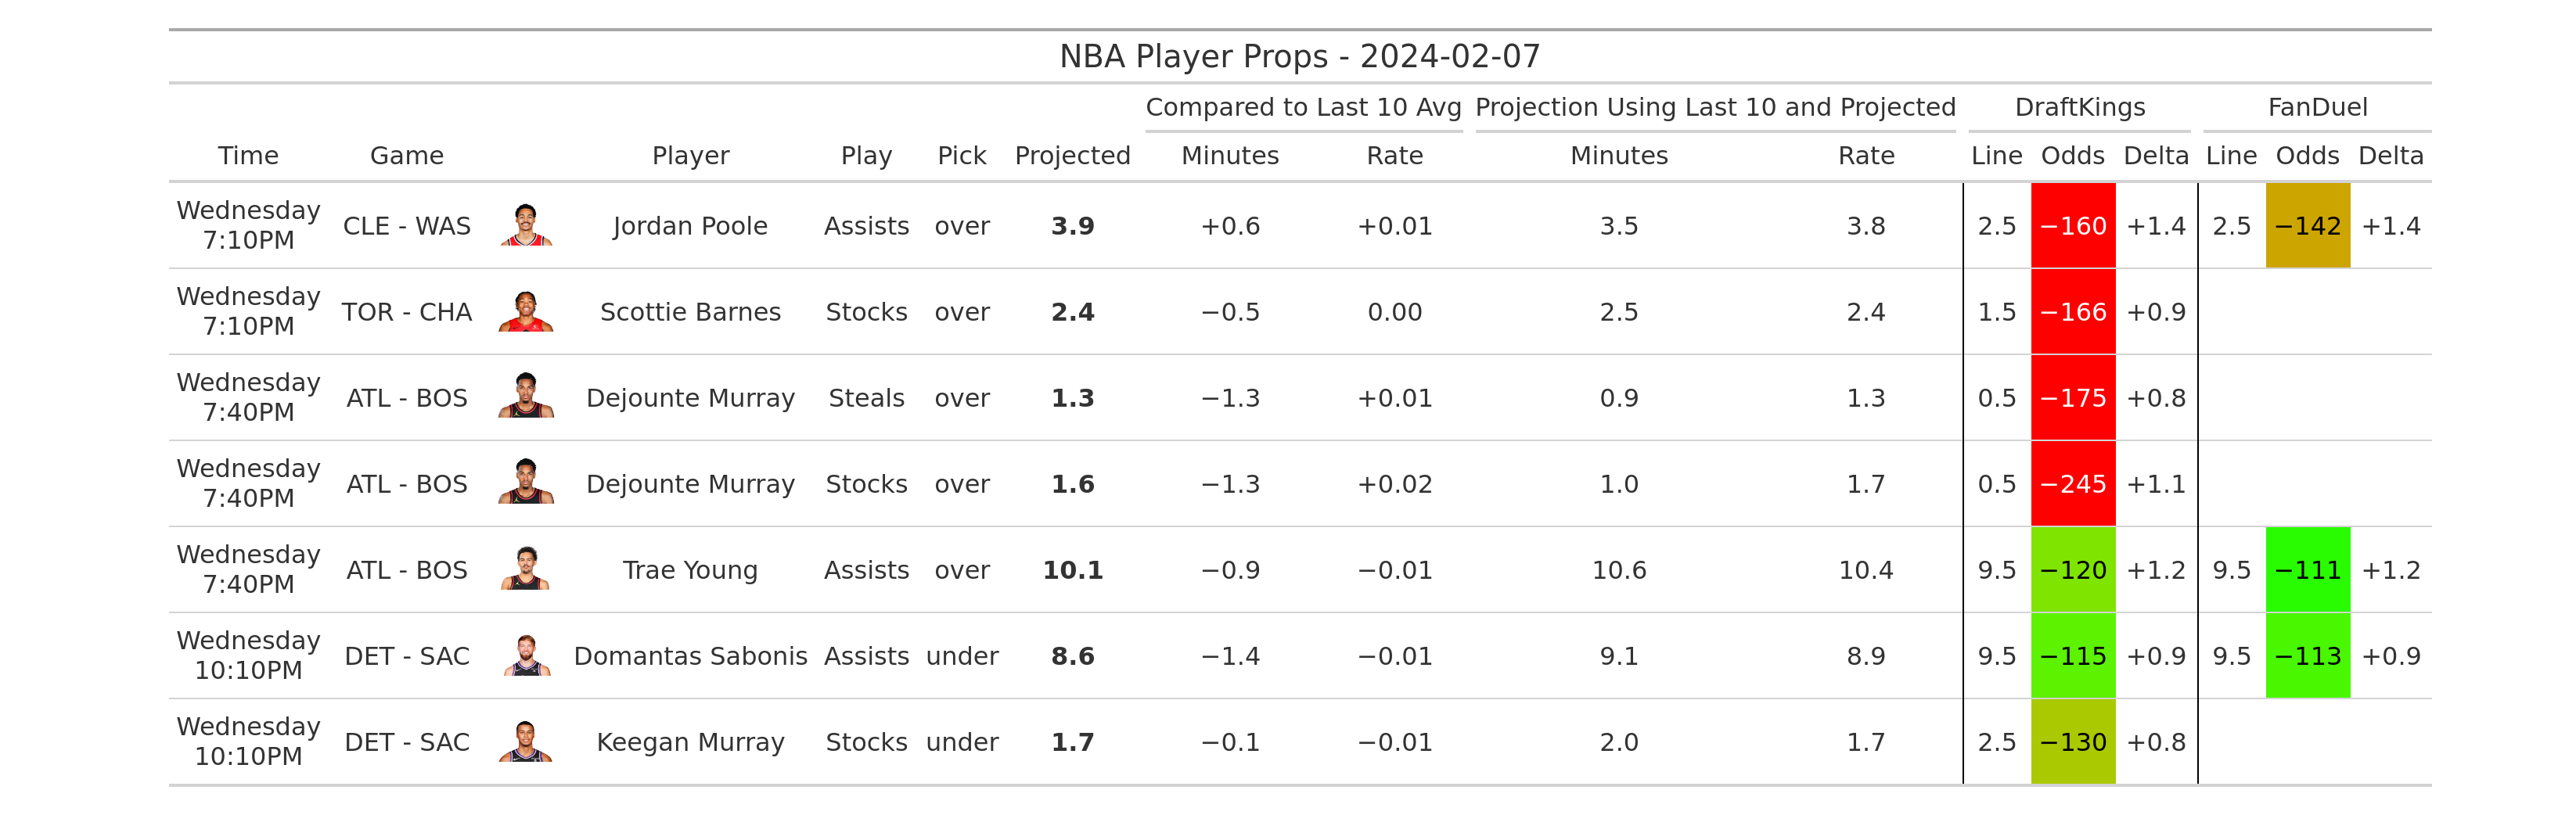 NBA Player Props - 2024-02-07
Compared to Last 10 Avg Projection Using Last 10 and Projected DraftKings FanDuel
Time Game Player Play Pick Projected Minutes Rate Minutes Rate Line Odds Delta Line Odds Delta
Wednesday
7:10PM CLE - WAS Jordan Poole Assists over 3.9 +0.6 +0.01 3.5 3.8 2.5 −160 +1.4 2.5 −142 +1.4
Wednesday
7:10PM TOR - CHA Scottie Barnes Stocks over 2.4 −0.5 0.00 2.5 2.4 1.5 −166 +0.9
Wednesday
7:40PM ATL - BOS Dejounte Murray Steals over 1.3 −1.3 +0.01 0.9 1.3 0.5 −175 +0.8
Wednesday
7:40PM ATL - BOS Dejounte Murray Stocks over 1.6 −1.3 +0.02 1.0 1.7 0.5 −245 +1.1
Wednesday
7:40PM ATL - BOS Trae Young Assists over 10.1 −0.9 −0.01 10.6 10.4 9.5 −120 +1.2 9.5 −111 +1.2
Wednesday
10:10PM DET - SAC Domantas Sabonis Assists under 8.6 −1.4 −0.01 9.1 8.9 9.5 −115 +0.9 9.5 −113 +0.9
Wednesday
10:10PM DET - SAC Keegan Murray Stocks under 1.7 −0.1 −0.01 2.0 1.7 2.5 −130 +0.8